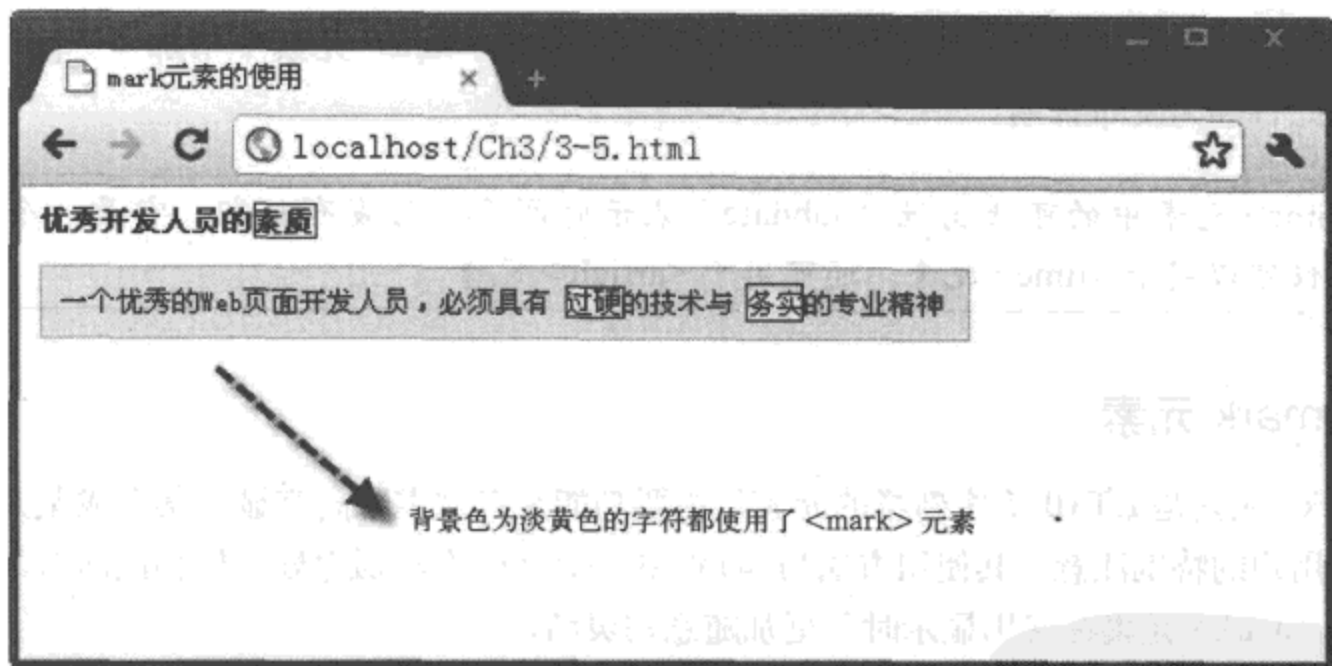 mark元素的使用
localhost/Ch3/3-5.html
优秀开发人员的素质
一个优秀的Web页面开发人员，必须具有 过硬的技术与 务实的专业精神
背景色为淡黄色的字符都使用了 <mark> 元素